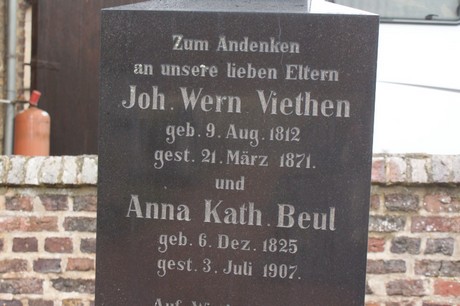 Zum Andenken
an unsere lieben Eltern
Joh. Wern. Viethen
geb. 9. Aug. 1812
gest. 21. März 1871.
und
Anna Kath. Beul
geb. 6. Dez. 1825
gest. 3. Juli 1907.
Auf